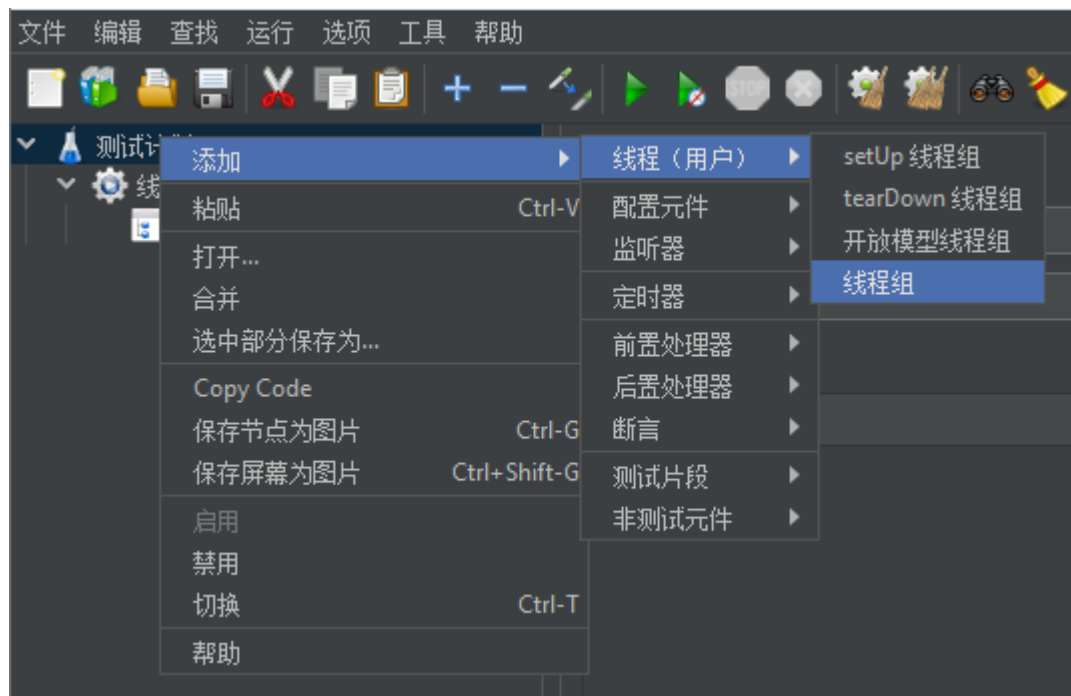 文件 编辑 查找 运行 选项 工具 帮助
STOP
测试计
线
添加
粘贴 Ctrl-V
打开...
合并
选中部分保存为...
Copy Code
保存节点为图片 Ctrl-G
保存屏幕为图片 Ctrl+Shift-G
启用
禁用
切换 Ctrl-T
帮助
线程（用户）
配置元件
监听器
定时器
前置处理器
后置处理器
断言
测试片段
非测试元件
setUp 线程组
tearDown 线程组
开放模型线程组
线程组